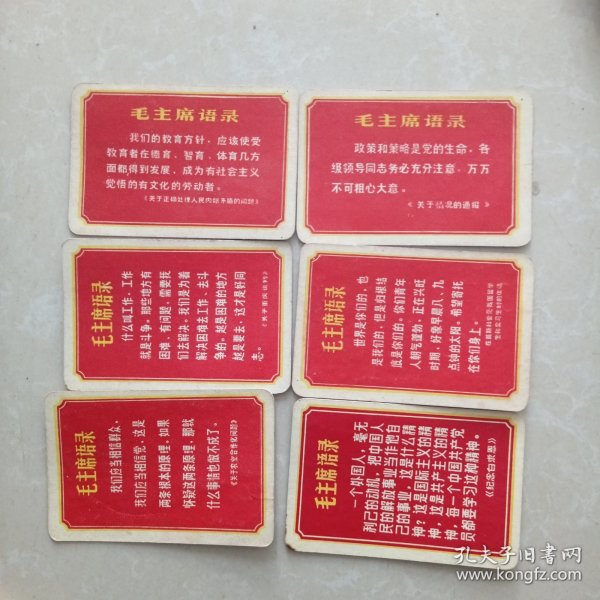 毛主席语录
我们的教育方针，应该使受
教育者在德育、智育、体育几方
面都得到发展，成为有社会主义
觉悟的有文化的劳动者。
《关于正确处理人民内部矛盾的问题》
毛主席语录
政策和策略是党的生命，各
级领导同志务必充分注意，万万
不可粗心大意。
《关于情况的通报》
毛主席语录
什么叫工作，工作
就是斗争。那些地方有
困难、有问题，需要我
们去解决。我们是为着
解决困难去工作、去斗
争的。越是困难的地方
越是要去，这才是好同
志。
《关于重庆谈判》
毛主席语录
世界是你们的，也
是我们的，但是归根结
底是你们的。你们青年
人朝气蓬勃，正在兴旺
时期，好像早晨八、九
点钟的太阳。希望寄托
在你们身上。
毛主席语录
我们应当相信群众，
我们应当相信党，这是
两条根本的原理。如果
怀疑这两条原理，那就
什么事情也做不成了。
《关于农业合作化问题》
毛主席语录
一个外国人，毫无
利己的动机，把中国人
民的解放事业当作他自
己的事业，这是什么精
神？这是国际主义的精
神，这是共产主义的精
神，每一个中国共产党
员都要学习这种精神。
《纪念白求恩》
孔夫子旧书网
www.kongfz.com